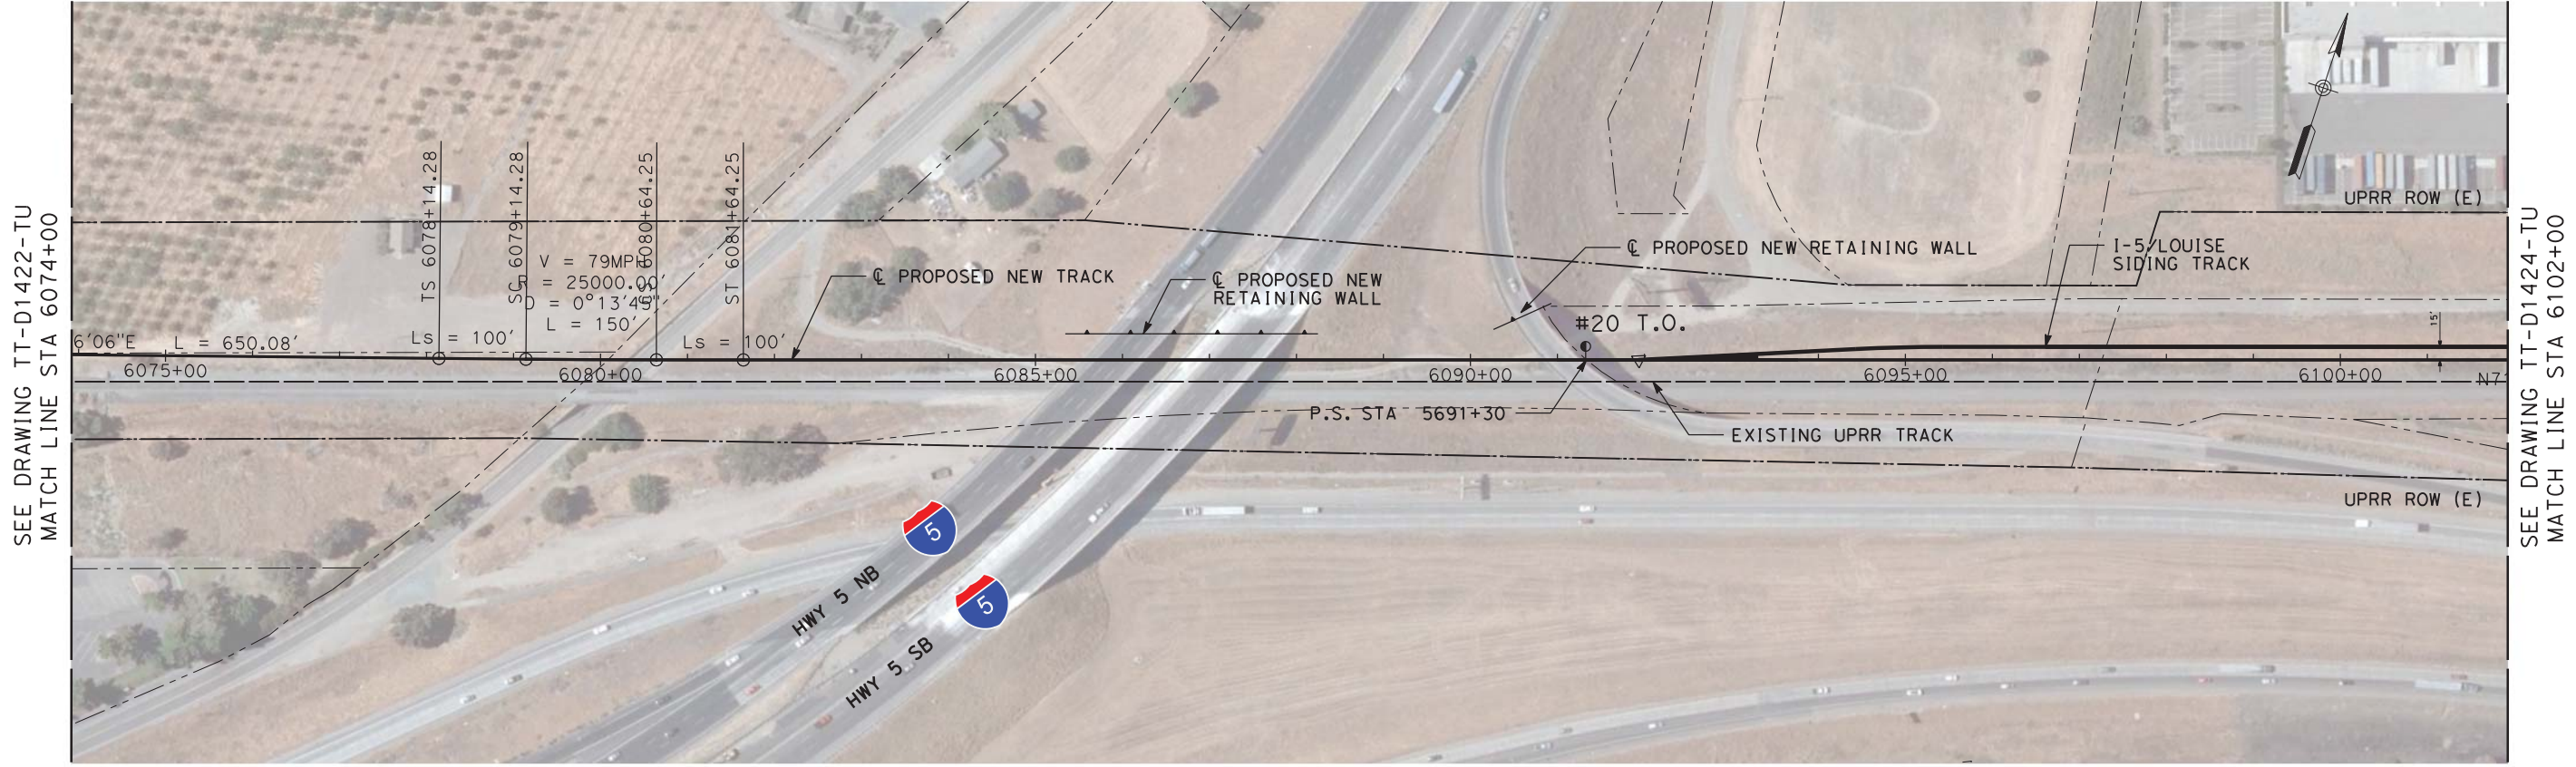 SEE DRAWING TT-D1422-TU
MATCH LINE STA 6074+00
TS 6078+14.28
SC 6079+14.28
CS 6080+64.25
ST 6081+64.25
V = 79MPH
R = 25000.00'
D = 0°13'45"
L = 150'
6'06"E
L = 650.08'
Ls = 100'
Ls = 100'
℄ PROPOSED NEW TRACK
℄ PROPOSED NEW
RETAINING WALL
℄ PROPOSED NEW RETAINING WALL
#20 T.O.
I-5/LOUISE
SIDING TRACK
UPRR ROW (E)
15'
6075+00
6080+00
6085+00
6090+00
6095+00
6100+00
N7
P.S. STA 5691+30
EXISTING UPRR TRACK
UPRR ROW (E)
5
HWY 5 NB
5
HWY 5 SB
SEE DRAWING TT-D1424-TU
MATCH LINE STA 6102+00